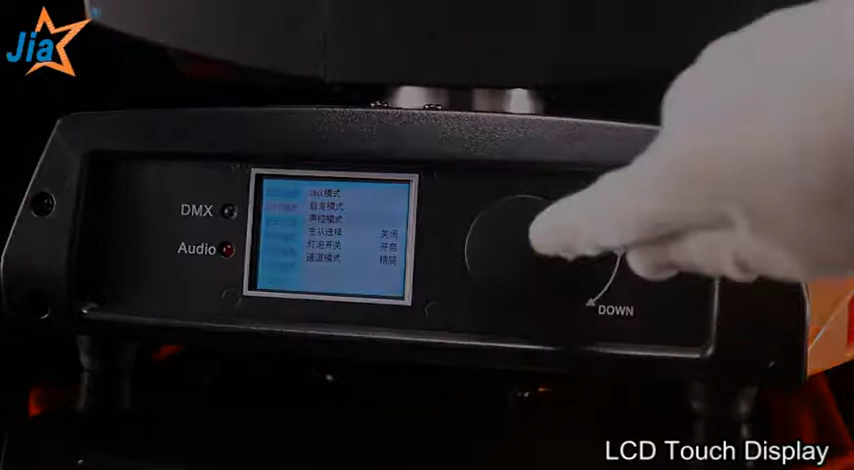 Jia
®
DMX
Audio
DMX模式
自走模式
声控模式
主从选择 关闭
灯泡开关 开启
通道模式 精简
DOWN
LCD Touch Display